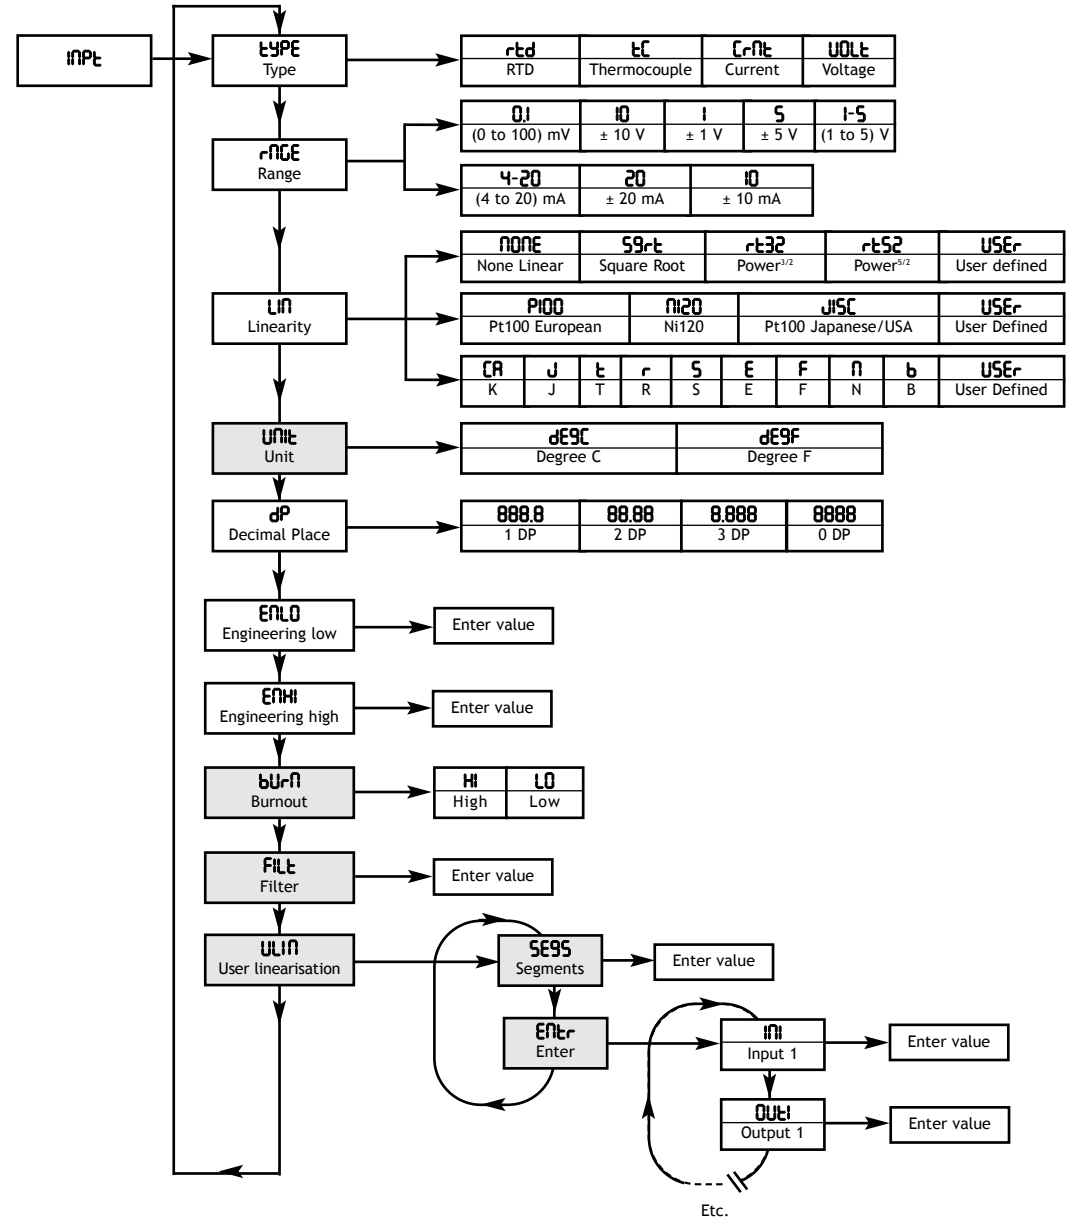 INPt
tYPE
Type
rtd
RTD
tC
Thermocouple
CrNt
Current
VOLt
Voltage
rNGE
Range
0.1
(0 to 100) mV
10
± 10 V
1
± 1 V
5
± 5 V
1-5
(1 to 5) V
4-20
(4 to 20) mA
20
± 20 mA
10
± 10 mA
LIN
Linearity
NONE
None Linear
S9rt
Square Root
rt32
Power3/2
rt52
Power5/2
USEr
User defined
P100
Pt100 European
NI20
Ni120
JISC
Pt100 Japanese/USA
USEr
User Defined
CA
K
J
J
t
T
r
R
S
S
E
E
F
F
N
N
b
B
USEr
User Defined
UNIt
Unit
dE9C
Degree C
dE9F
Degree F
dP
Decimal Place
888.8
1 DP
88.88
2 DP
8.888
3 DP
8888
0 DP
ENLO
Engineering low
Enter value
ENHI
Engineering high
Enter value
bUrN
Burnout
HI
High
LO
Low
FILt
Filter
Enter value
ULIN
User linearisation
SE9S
Segments
Enter value
ENtr
Enter
IN1
Input 1
Enter value
OUt1
Output 1
Enter value
Etc.